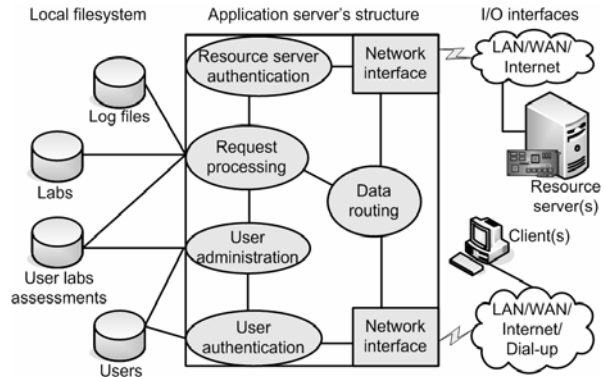 Local filesystem
Application server's structure
I/O interfaces
Resource server
authentication
Network
interface
LAN/WAN/
Internet
Log files
Request
processing
Labs
Data
routing
Resource
server(s)
User labs
assessments
User
administration
Client(s)
Users
User
authentication
Network
interface
LAN/WAN/
Internet/
Dial-up